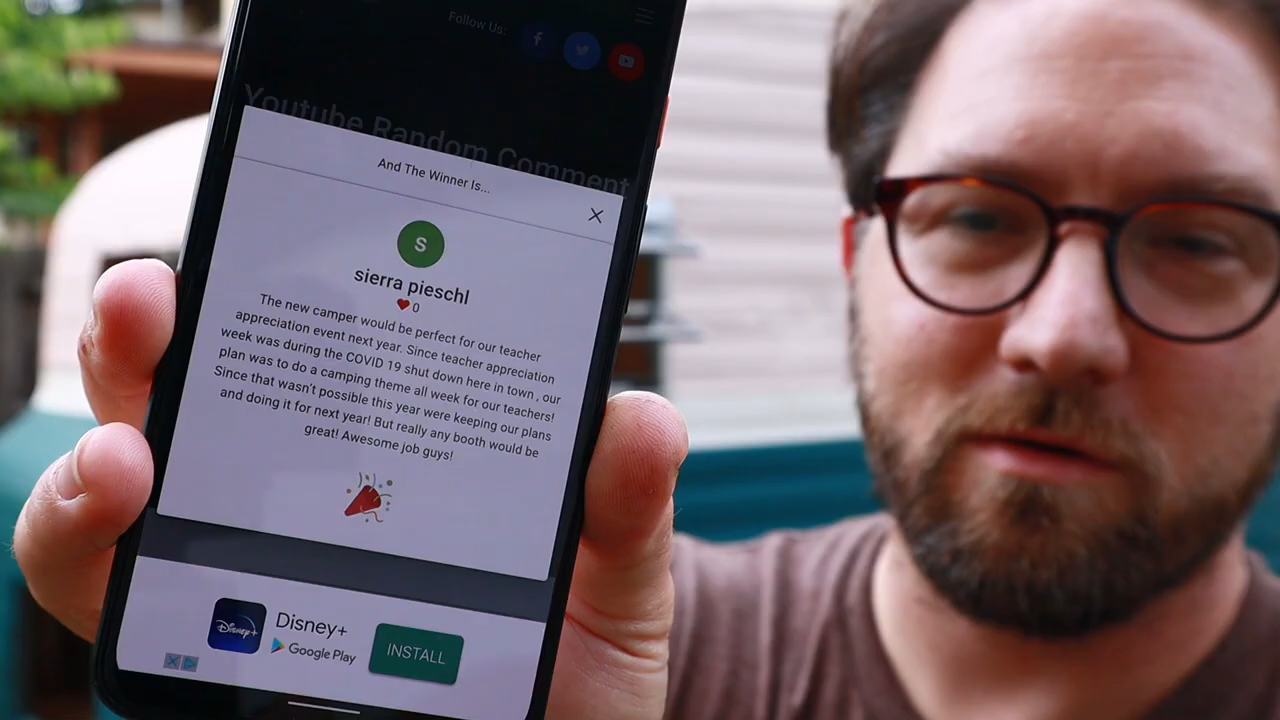 Follow Us:
Youtube Random Comment
And The Winner Is...
S
sierra pieschl
0
The new camper would be perfect for our teacher
appreciation event next year. Since teacher appreciation
week was during the COVID 19 shut down here in town , our
plan was to do a camping theme all week for our teachers!
Since that wasn't possible this year were keeping our plans
and doing it for next year! But really any booth would be
great! Awesome job guys!
Disney+
Disney+
Google Play
INSTALL